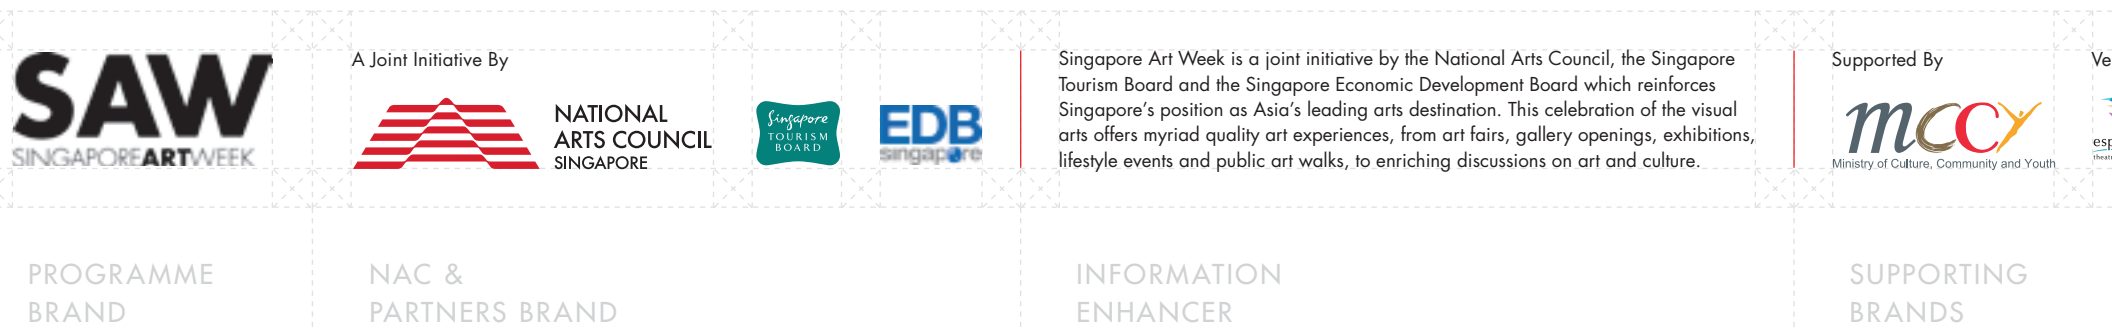 SAW
SINGAPOREARTWEEK
A Joint Initiative By
NATIONAL
ARTS COUNCIL
SINGAPORE
Singapore
TOURISM
BOARD
EDB
singapore
Singapore Art Week is a joint initiative by the National Arts Council, the Singapore
Tourism Board and the Singapore Economic Development Board which reinforces
Singapore's position as Asia's leading arts destination. This celebration of the visual
arts offers myriad quality art experiences, from art fairs, gallery openings, exhibitions,
lifestyle events and public art walks, to enriching discussions on art and culture.
Supported By
mccy
Ministry of Culture, Community and Youth
Ve
esp
theatr
PROGRAMME
BRAND
NAC &
PARTNERS BRAND
INFORMATION
ENHANCER
SUPPORTING
BRANDS